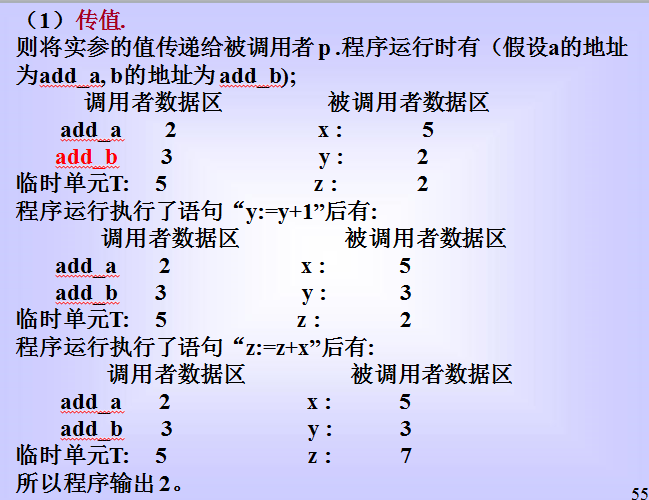 （1）传值.
则将实参的值传递给被调用者p .程序运行时有（假设a的地址
为add_a, b的地址为add_b);
调用者数据区 被调用者数据区
add_a 2 x : 5
add_b 3 y : 2
临时单元T: 5 z : 2
程序运行执行了语句“y:=y+1”后有:
调用者数据区 被调用者数据区
add_a 2 x : 5
add_b 3 y : 3
临时单元T: 5 z : 2
程序运行执行了语句“z:=z+x”后有:
调用者数据区 被调用者数据区
add_a 2 x : 5
add_b 3 y : 3
临时单元T: 5 z : 7
所以程序输出2。
55